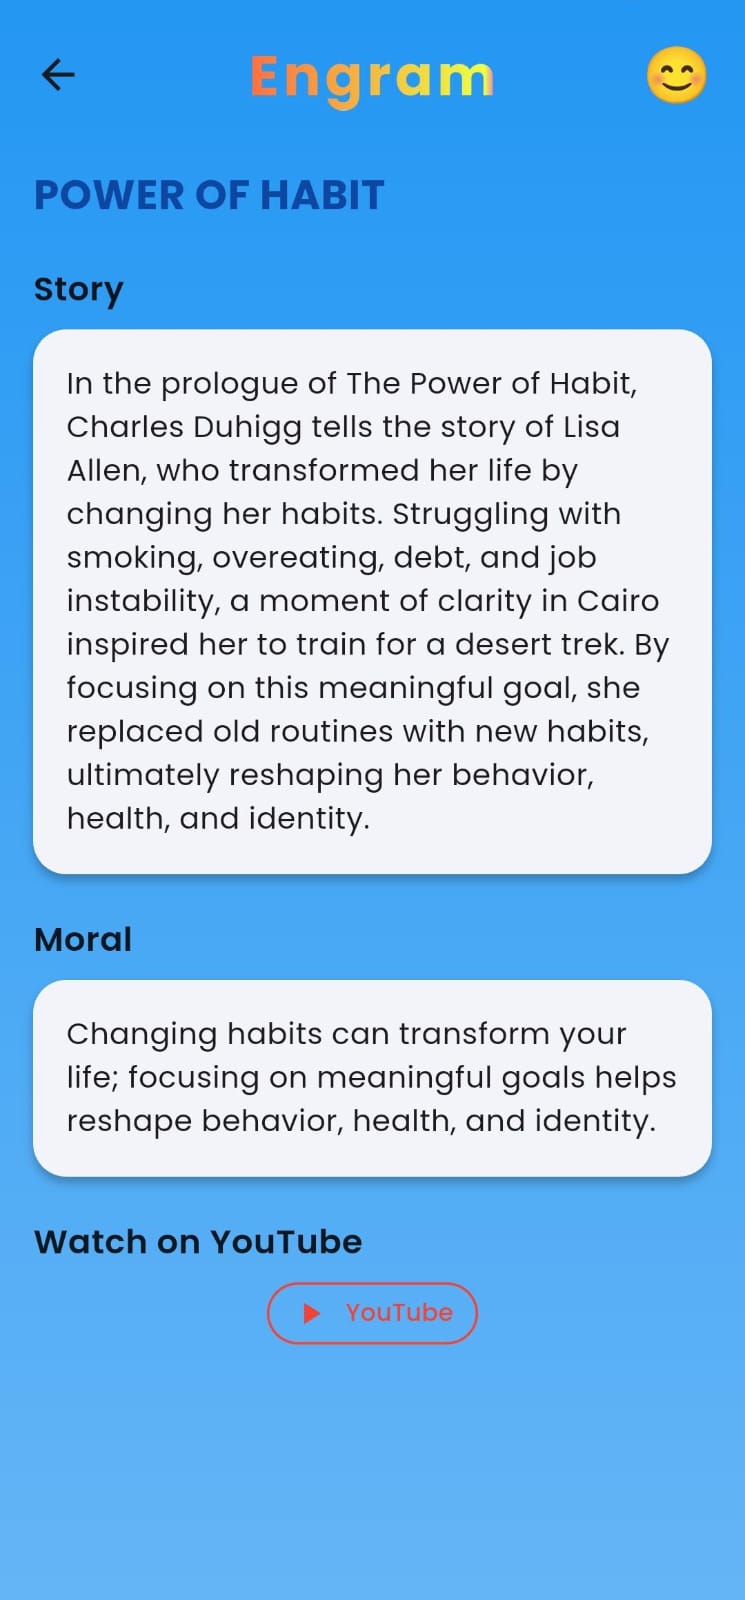 Engram
POWER OF HABIT
Story
In the prologue of The Power of Habit,
Charles Duhigg tells the story of Lisa
Allen, who transformed her life by
changing her habits. Struggling with
smoking, overeating, debt, and job
instability, a moment of clarity in Cairo
inspired her to train for a desert trek. By
focusing on this meaningful goal, she
replaced old routines with new habits,
ultimately reshaping her behavior,
health, and identity.
Moral
Changing habits can transform your
life; focusing on meaningful goals helps
reshape behavior, health, and identity.
Watch on YouTube
YouTube